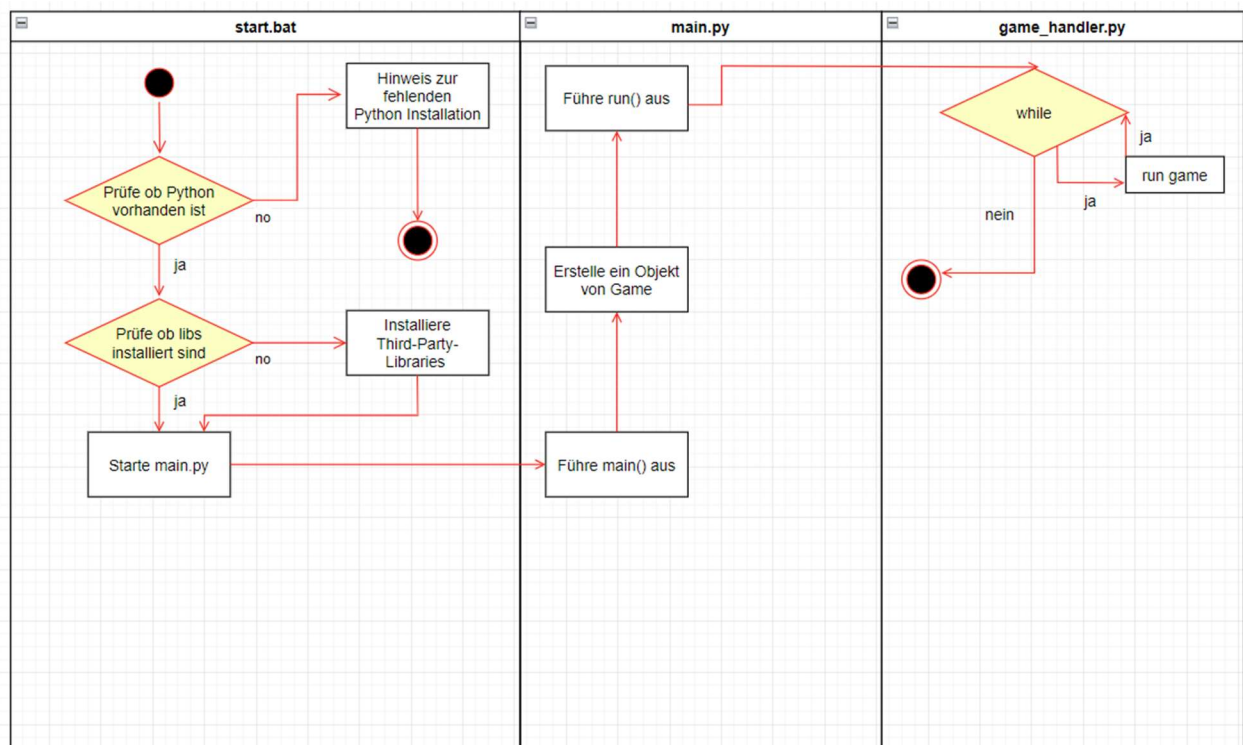 start.bat
main.py
game_handler.py
Hinweis zur
fehlenden
Python Installation
Prüfe ob Python
vorhanden ist
no
ja
Prüfe ob libs
installiert sind
no
Installiere
Third-Party-
Libraries
ja
Starte main.py
Führe run() aus
Erstelle ein Objekt
von Game
Führe main() aus
while
ja
run game
ja
nein